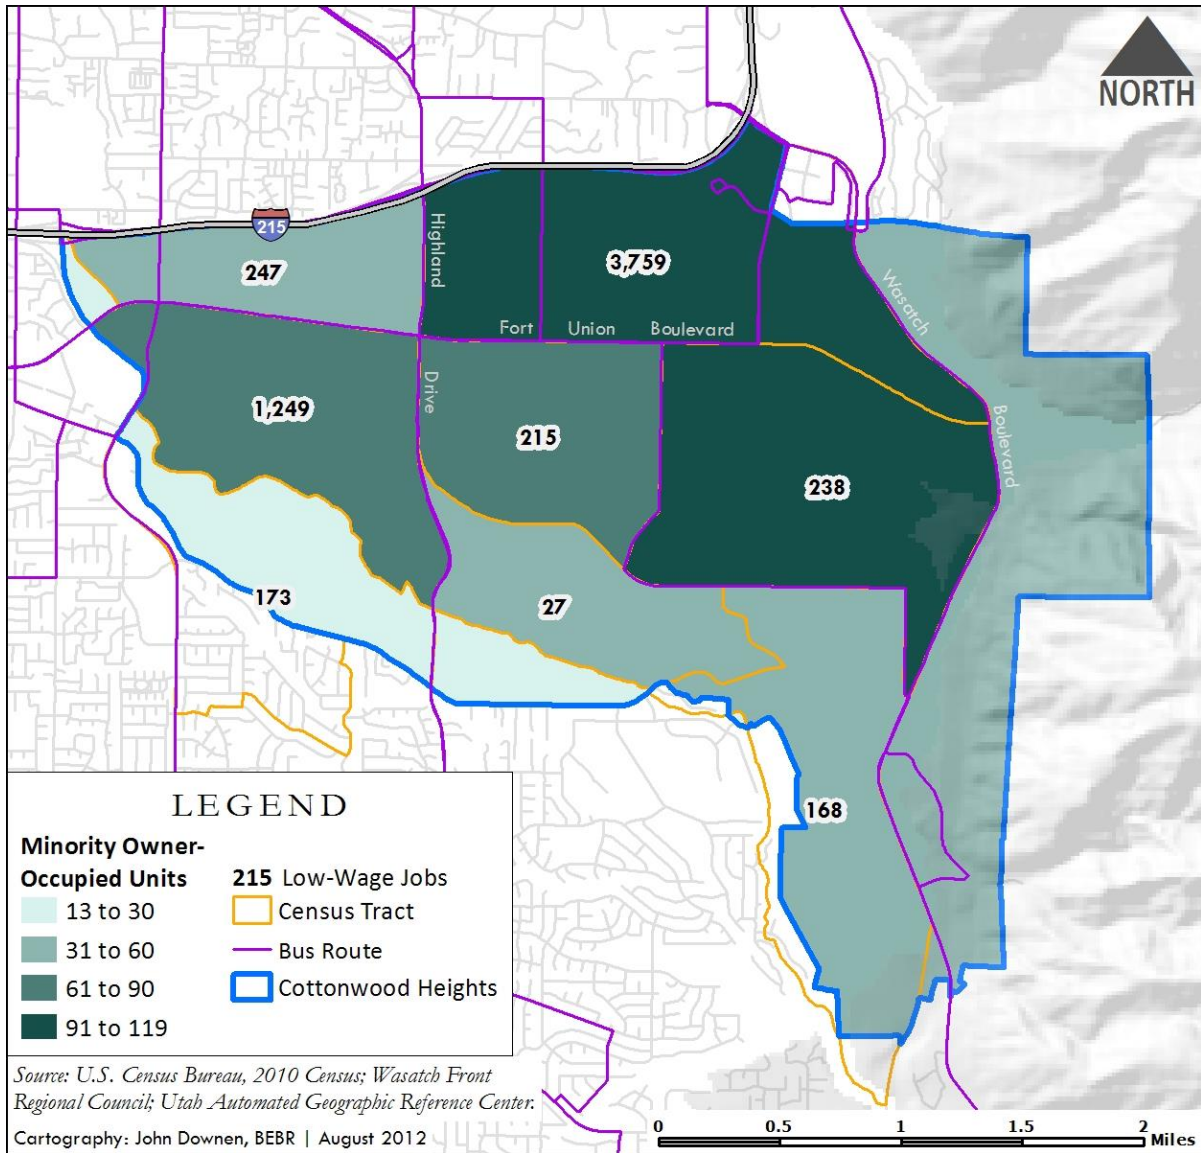 NORTH
215
247
Highland
3,759
Wasatch
Fort Union Boulevard
Drive
1,249
215
Boulevard
238
173
27
168
LEGEND
Minority Owner-
Occupied Units
13 to 30
31 to 60
61 to 90
91 to 119
215 Low-Wage Jobs
Census Tract
Bus Route
Cottonwood Heights
Source: U.S. Census Bureau, 2010 Census; Wasatch Front
Regional Council; Utah Automated Geographic Reference Center.
Cartography: John Downen, BEBR | August 2012
0 0.5 1 1.5 2
Miles